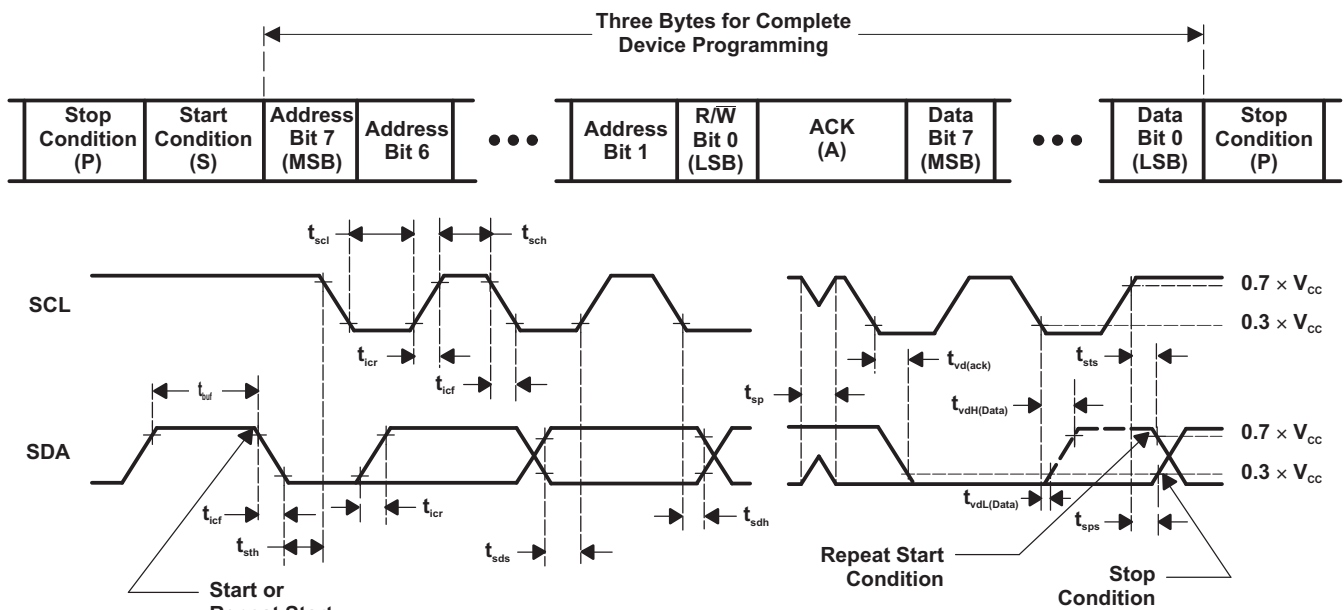 Three Bytes for Complete
Device Programming
Stop
Condition
(P)
Start
Condition
(S)
Address
Bit 7
(MSB)
Address
Bit 6
•••
Address
Bit 1
R/W̅
Bit 0
(LSB)
ACK
(A)
Data
Bit 7
(MSB)
•••
Data
Bit 0
(LSB)
Stop
Condition
(P)
tscl
tsch
SCL
0.7 × VCC
0.3 × VCC
ticr
ticf
tvd(ack)
tsts
tbuf
tsp
tvdH(Data)
SDA
0.7 × VCC
0.3 × VCC
ticf
ticr
tsdh
tvdL(Data)
tsth
tsds
tsps
Start or
Repeat Start
Repeat Start
Condition
Stop
Condition